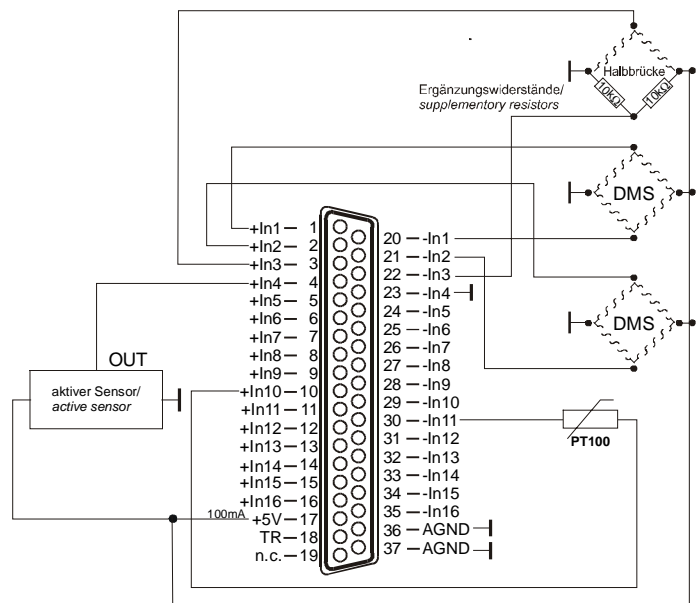 Halbbrücke
Ergänzungswiderstände/
supplementory resistors
10kΩ
10kΩ
DMS
DMS
+In1 1
+In2 2
+In3 3
+In4 4
+In5 5
+In6 6
+In7 7
+In8 8
+In9 9
+In10 10
+In11 11
+In12 12
+In13 13
+In14 14
+In15 15
+In16 16
100mA +5V 17
TR 18
n.c. 19
20 -In1
21 -In2
22 -In3
23 -In4
24 -In5
25 -In6
26 -In7
27 -In8
28 -In9
29 -In10
30 -In11
31 -In12
32 -In13
33 -In14
34 -In15
35 -In16
36 AGND
37 AGND
OUT
aktiver Sensor/
active sensor
PT100